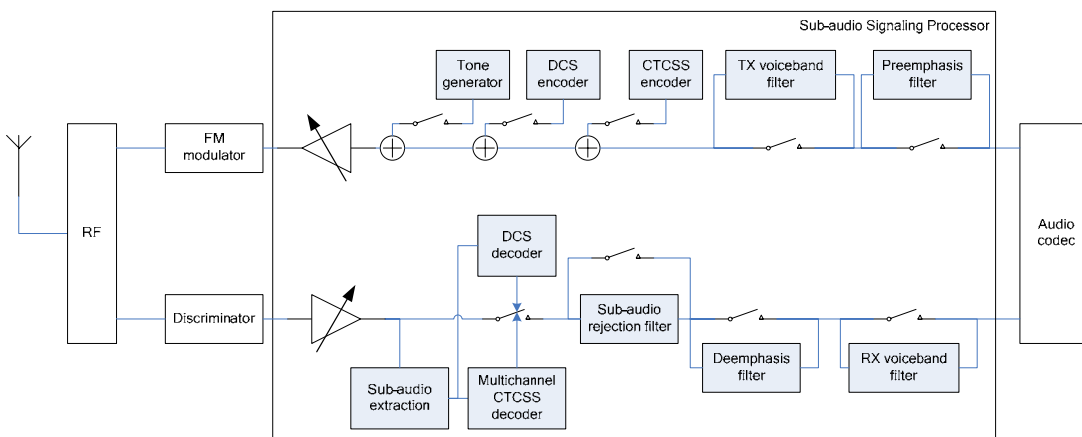 Sub-audio Signaling Processor
Tone
generator
DCS
encoder
CTCSS
encoder
TX voiceband
filter
Preemphasis
filter
FM
modulator
RF
Audio
codec
DCS
decoder
Discriminator
Sub-audio
rejection filter
Deemphasis
filter
RX voiceband
filter
Sub-audio
extraction
Multichannel
CTCSS
decoder